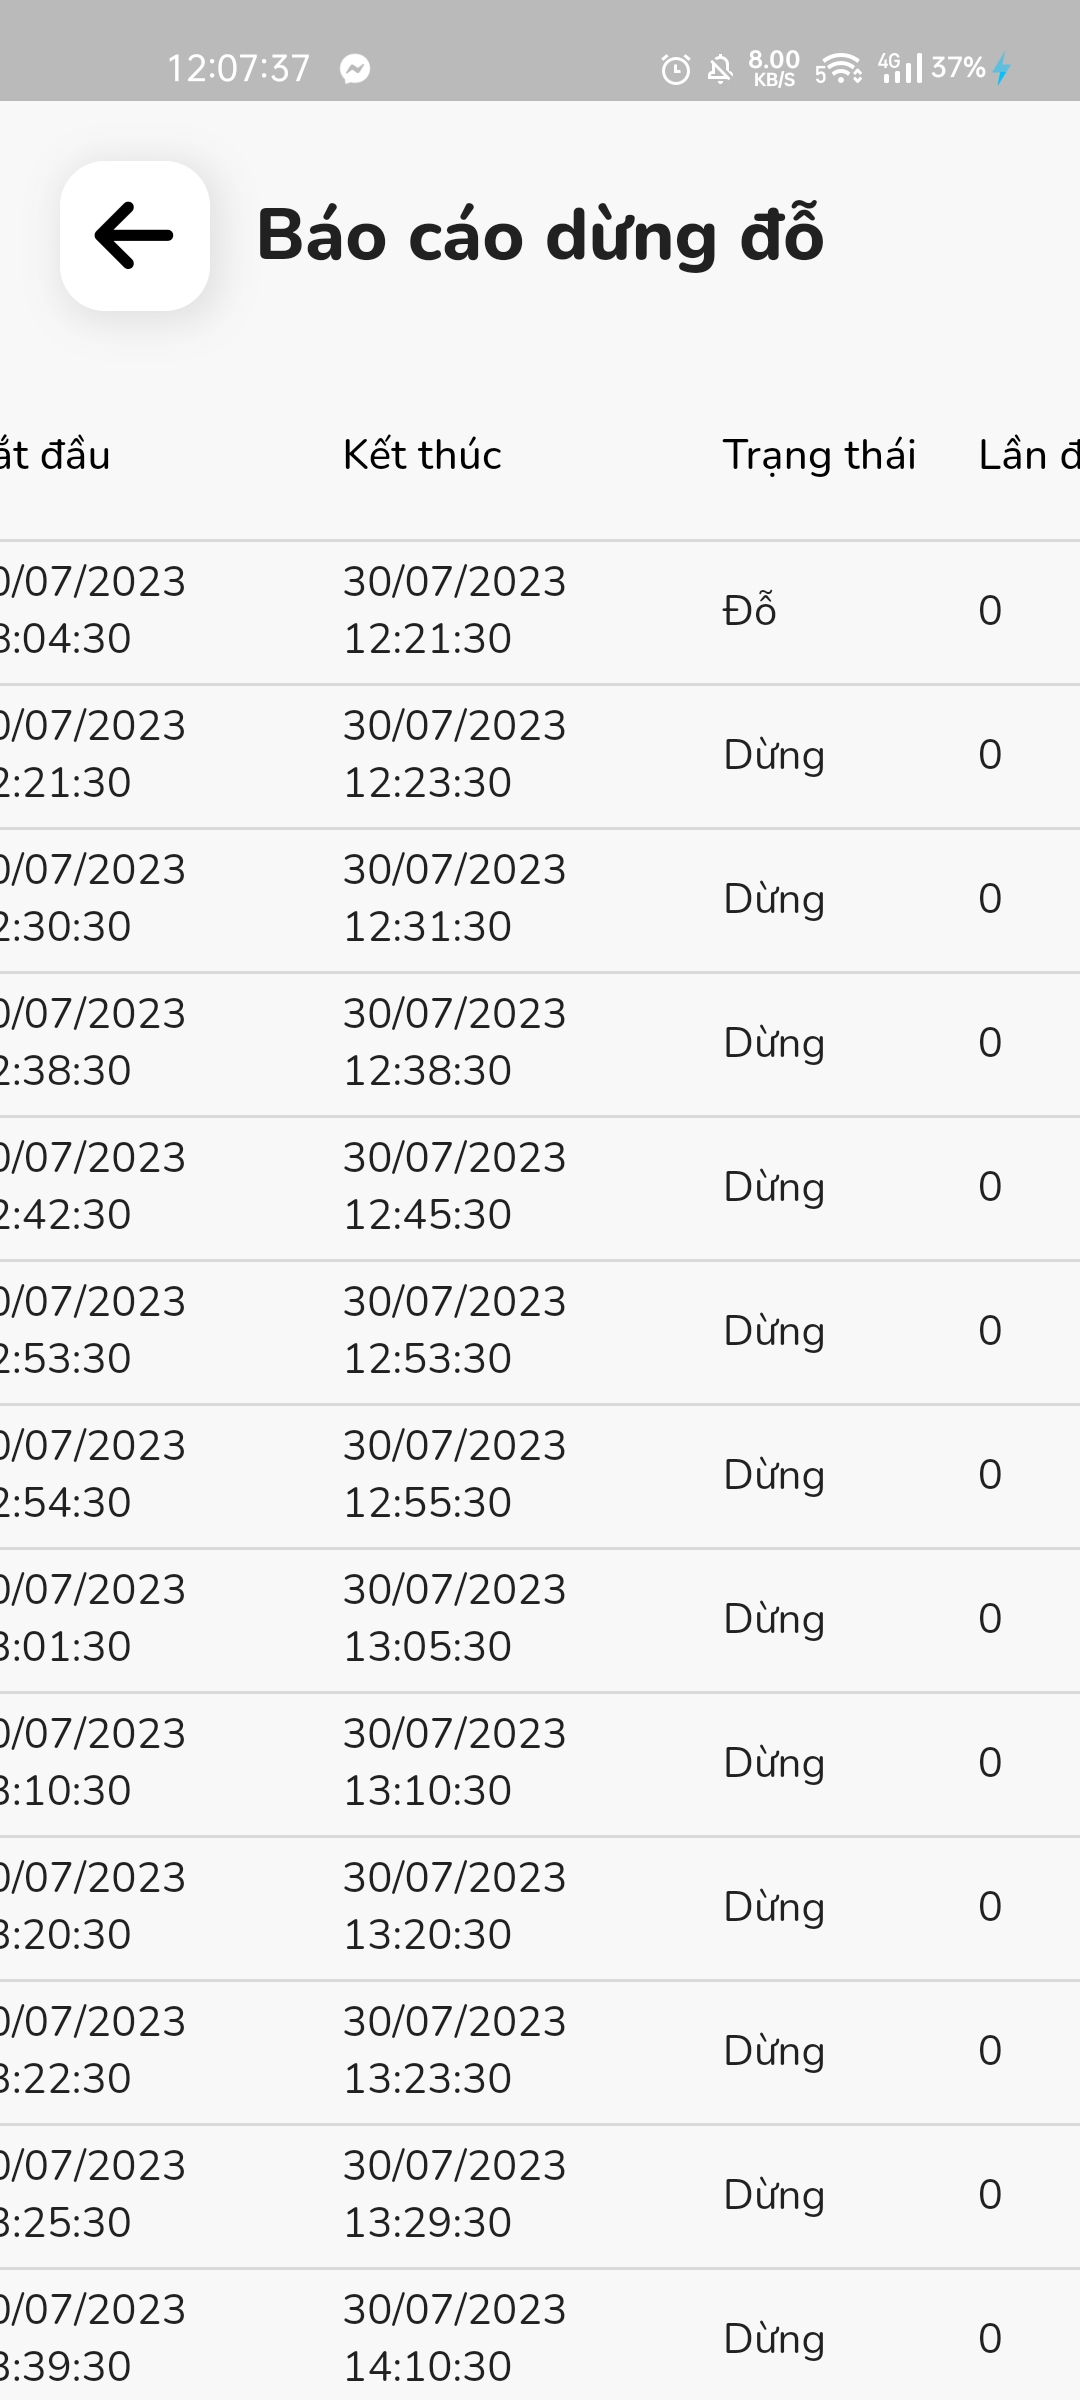 12:07:37
8.00
KB/S
5
4G
37%
Báo cáo dừng đỗ
ắt đầu Kết thúc Trạng thái Lần đ
0/07/2023 30/07/2023
3:04:30 12:21:30
Đỗ 0
0/07/2023 30/07/2023
2:21:30 12:23:30
Dừng 0
0/07/2023 30/07/2023
2:30:30 12:31:30
Dừng 0
0/07/2023 30/07/2023
2:38:30 12:38:30
Dừng 0
0/07/2023 30/07/2023
2:42:30 12:45:30
Dừng 0
0/07/2023 30/07/2023
2:53:30 12:53:30
Dừng 0
0/07/2023 30/07/2023
2:54:30 12:55:30
Dừng 0
0/07/2023 30/07/2023
3:01:30 13:05:30
Dừng 0
0/07/2023 30/07/2023
3:10:30 13:10:30
Dừng 0
0/07/2023 30/07/2023
3:20:30 13:20:30
Dừng 0
0/07/2023 30/07/2023
3:22:30 13:23:30
Dừng 0
0/07/2023 30/07/2023
3:25:30 13:29:30
Dừng 0
0/07/2023 30/07/2023
3:39:30 14:10:30
Dừng 0